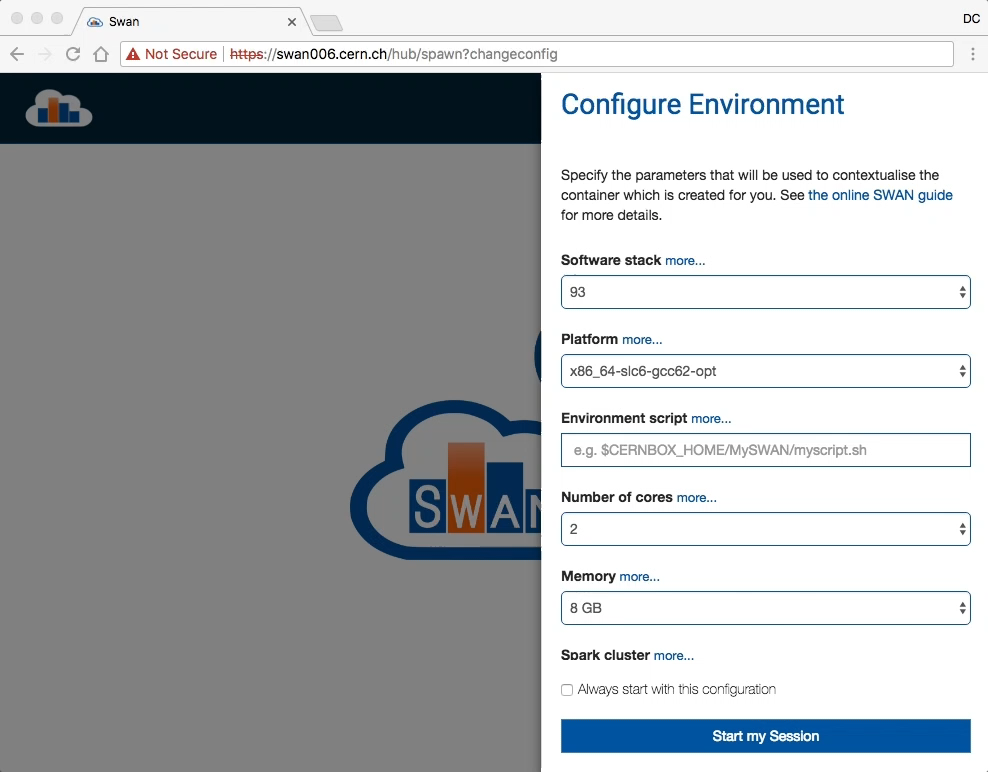 Swan
DC
Not Secure https://swan006.cern.ch/hub/spawn?changeconfig
Configure Environment
Specify the parameters that will be used to contextualise the
container which is created for you. See the online SWAN guide
for more details.
Software stack more...
93
Platform more...
x86_64-slc6-gcc62-opt
Environment script more...
e.g. $CERNBOX_HOME/MySWAN/myscript.sh
Number of cores more...
2
Memory more...
8 GB
Spark cluster more...
Always start with this configuration
Start my Session
SWAN